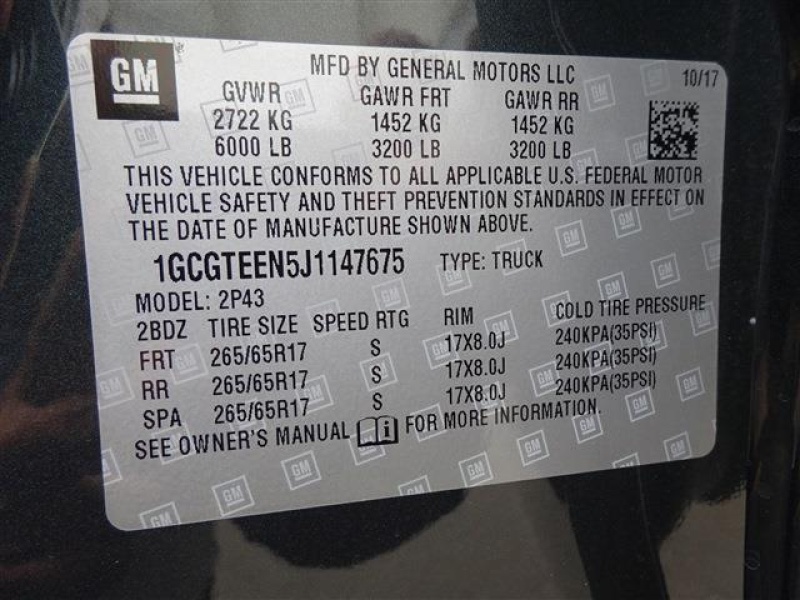 GM
MFD BY GENERAL MOTORS LLC 10/17
GVWR GAWR FRT GAWR RR
2722 KG 1452 KG 1452 KG
6000 LB 3200 LB 3200 LB
THIS VEHICLE CONFORMS TO ALL APPLICABLE U.S. FEDERAL MOTOR
VEHICLE SAFETY AND THEFT PREVENTION STANDARDS IN EFFECT ON
THE DATE OF MANUFACTURE SHOWN ABOVE.
1GCGTEEN5J1147675 TYPE: TRUCK
MODEL: 2P43
2BDZ TIRE SIZE SPEED RTG RIM COLD TIRE PRESSURE
FRT 265/65R17 S 17X8.0J 240KPA(35PSI)
RR 265/65R17 S 17X8.0J 240KPA(35PSI)
SPA 265/65R17 S 17X8.0J 240KPA(35PSI)
SEE OWNER'S MANUAL i FOR MORE INFORMATION.